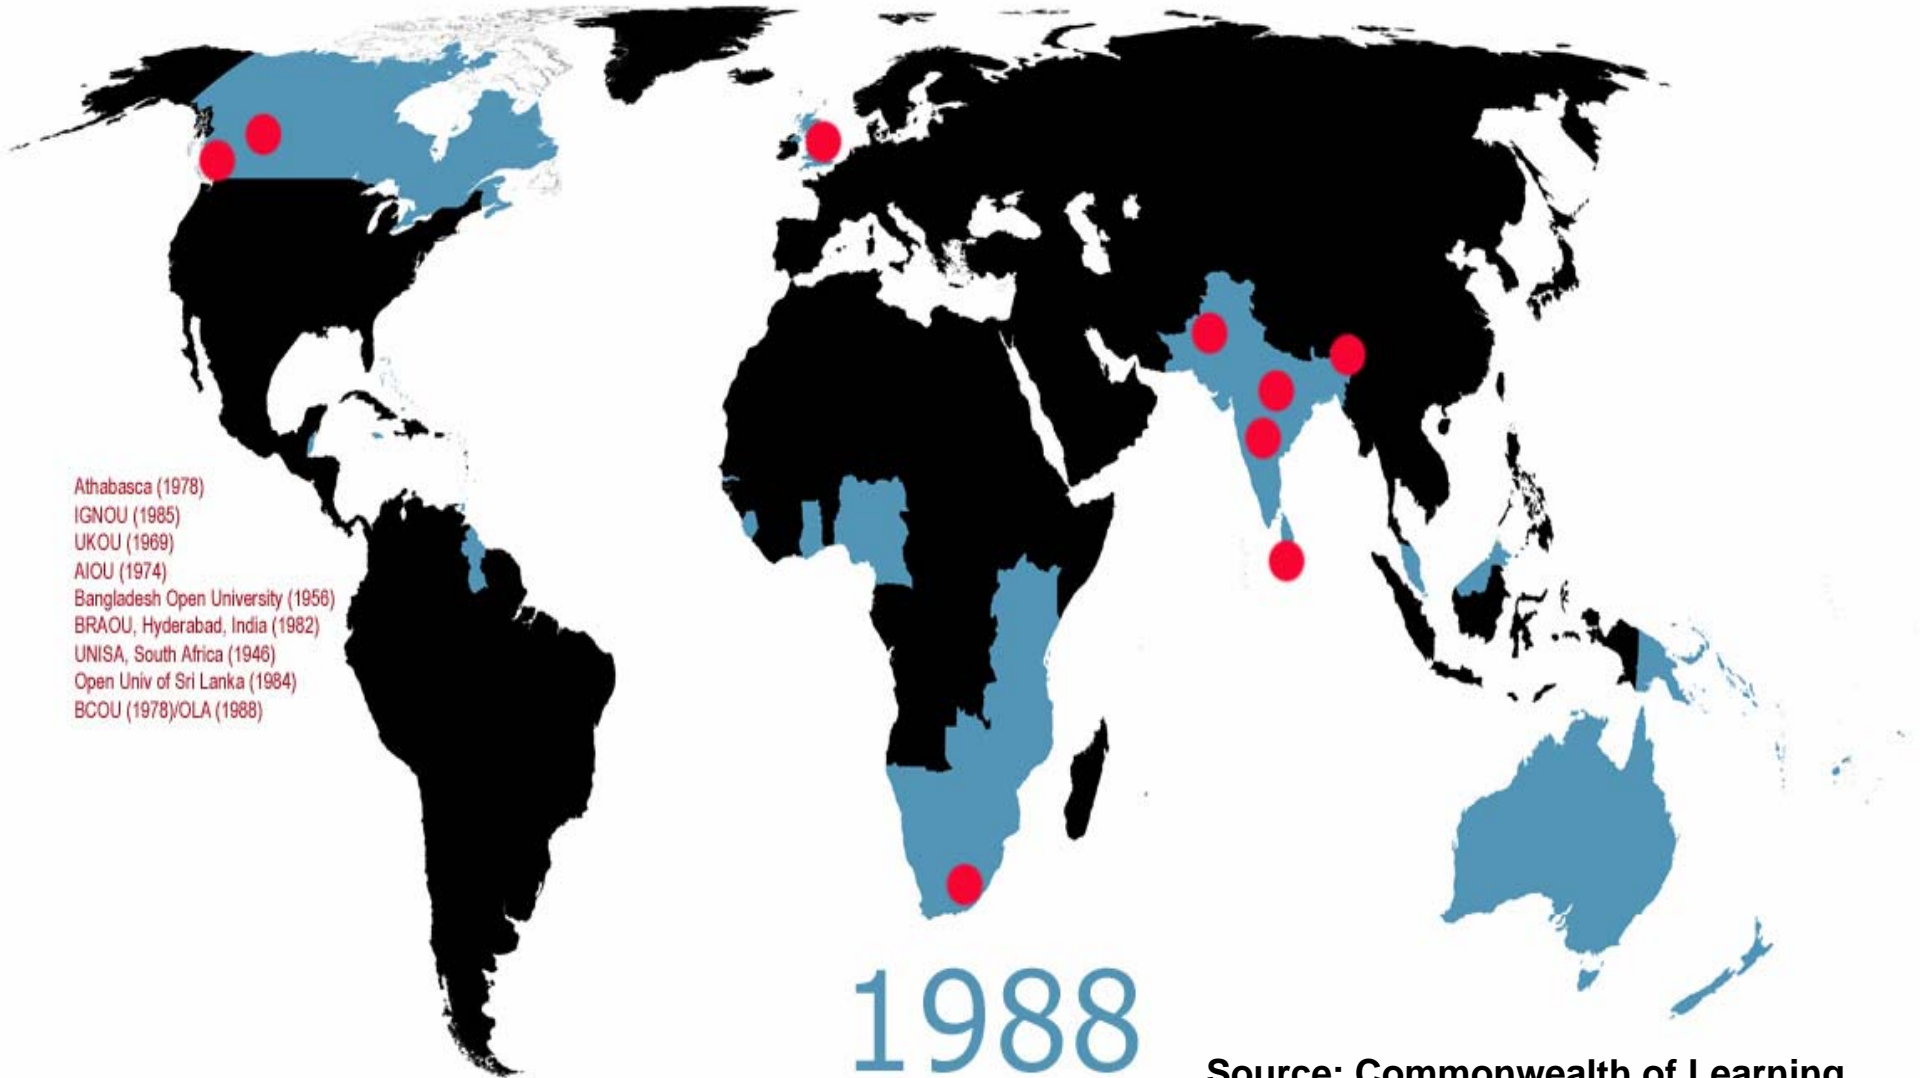 Athabasca (1978)
IGNOU (1985)
UKOU (1969)
AIOU (1974)
Bangladesh Open University (1956)
BRAOU, Hyderabad, India (1982)
UNISA, South Africa (1946)
Open Univ of Sri Lanka (1984)
BCOU (1978)/OLA (1988)
1988
Source: Commonwealth of Learning